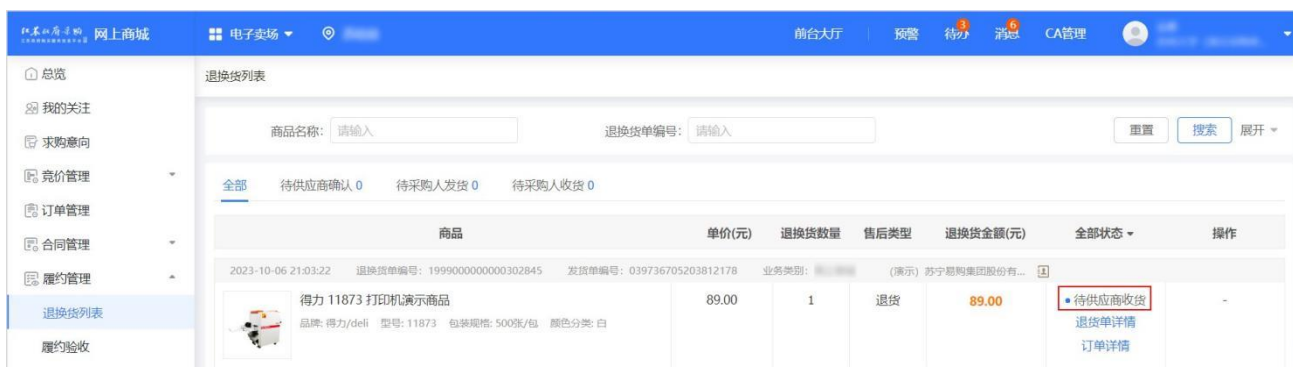 江苏政府采购 网上商城 电子卖场 前台大厅 预警 待办 3 消息 6 CA管理
总览
退换货列表
我的关注
商品名称: 请输入 退换货单编号: 请输入 重置 搜索 展开
求购意向
竞价管理
全部 待供应商确认 0 待采购人发货 0 待采购人收货 0
订单管理
商品 单价(元) 退换货数量 售后类型 退换货金额(元) 全部状态 操作
合同管理
履约管理
2023-10-06 21:03:22 退换货单编号: 1999000000000302845 发货单编号: 039736705203812178 业务类别: (演示) 苏宁易购集团股份有...
退换货列表
得力 11873 打印机演示商品 89.00 1 退货 89.00 待供应商收货 -
品牌: 得力/deli 型号: 11873 包装规格: 500张/包 颜色分类: 白
退货单详情
履约验收
订单详情